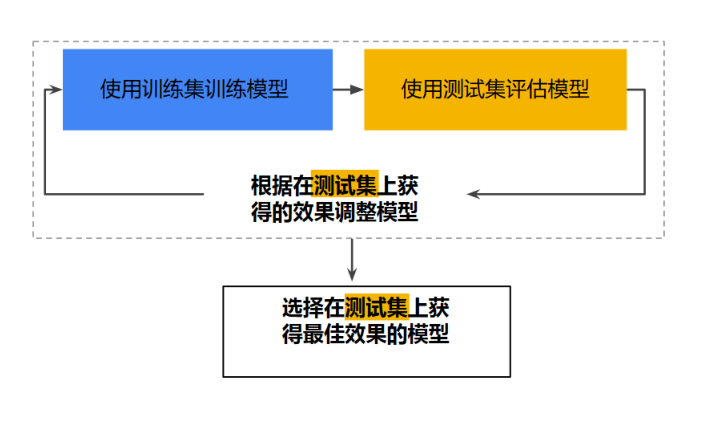 使用训练集训练模型
使用测试集评估模型
根据在测试集上获
得的效果调整模型
选择在测试集上获
得最佳效果的模型